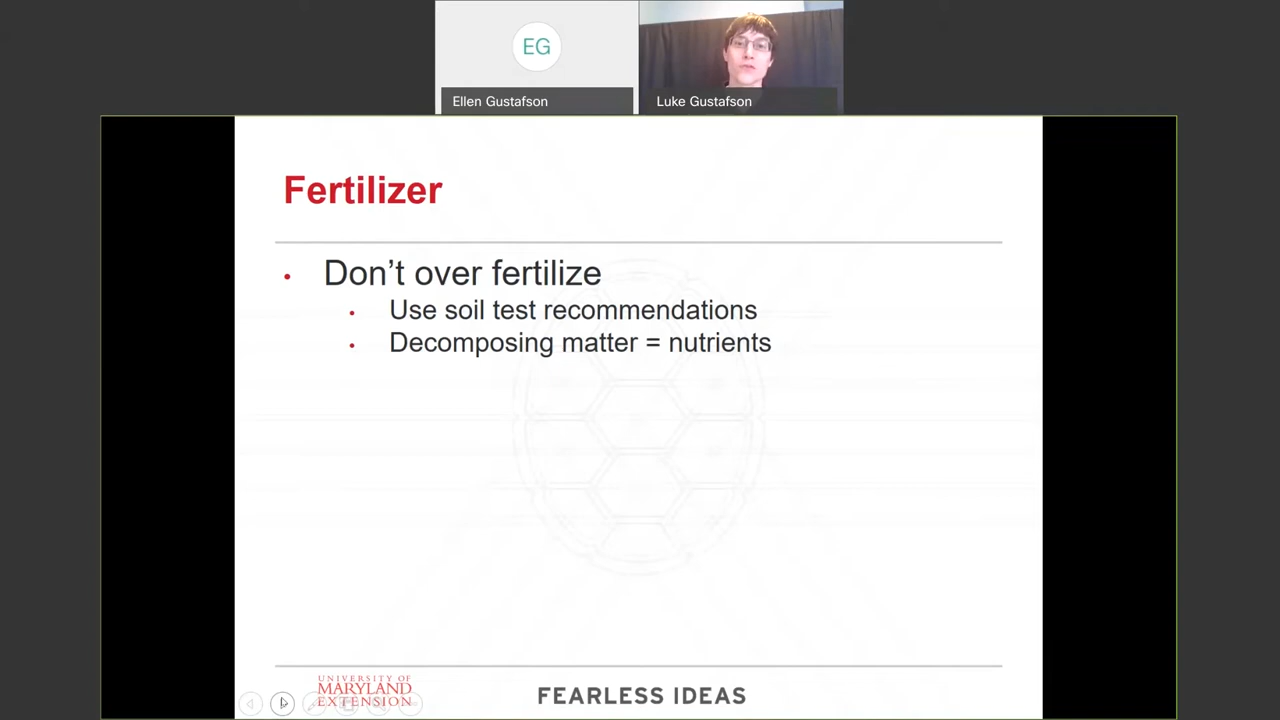 EG
Ellen Gustafson
Luke Gustafson
Fertilizer
• Don’t over fertilize
• Use soil test recommendations
• Decomposing matter = nutrients
UNIVERSITY OF
MARYLAND
EXTENSION
FEARLESS IDEAS